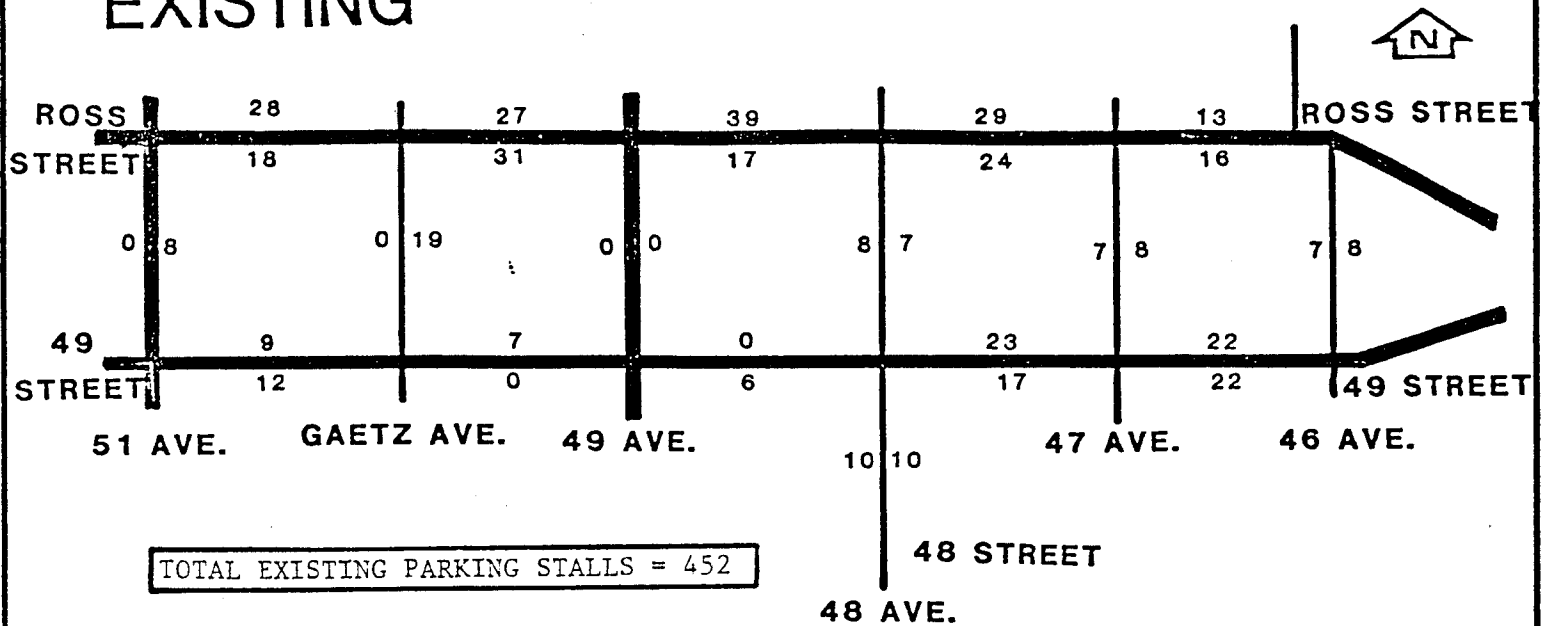 EXISTING
N
ROSS STREET
28 27 39 29 13
ROSS STREET
18 31 17 24 16
0 8 0 19 0 0 8 7 7 8 7 8
49 STREET
9 7 0 23 22
12 0 6 17 22
49 STREET
51 AVE. GAETZ AVE. 49 AVE. 47 AVE. 46 AVE.
10 10
TOTAL EXISTING PARKING STALLS = 452
48 STREET
48 AVE.